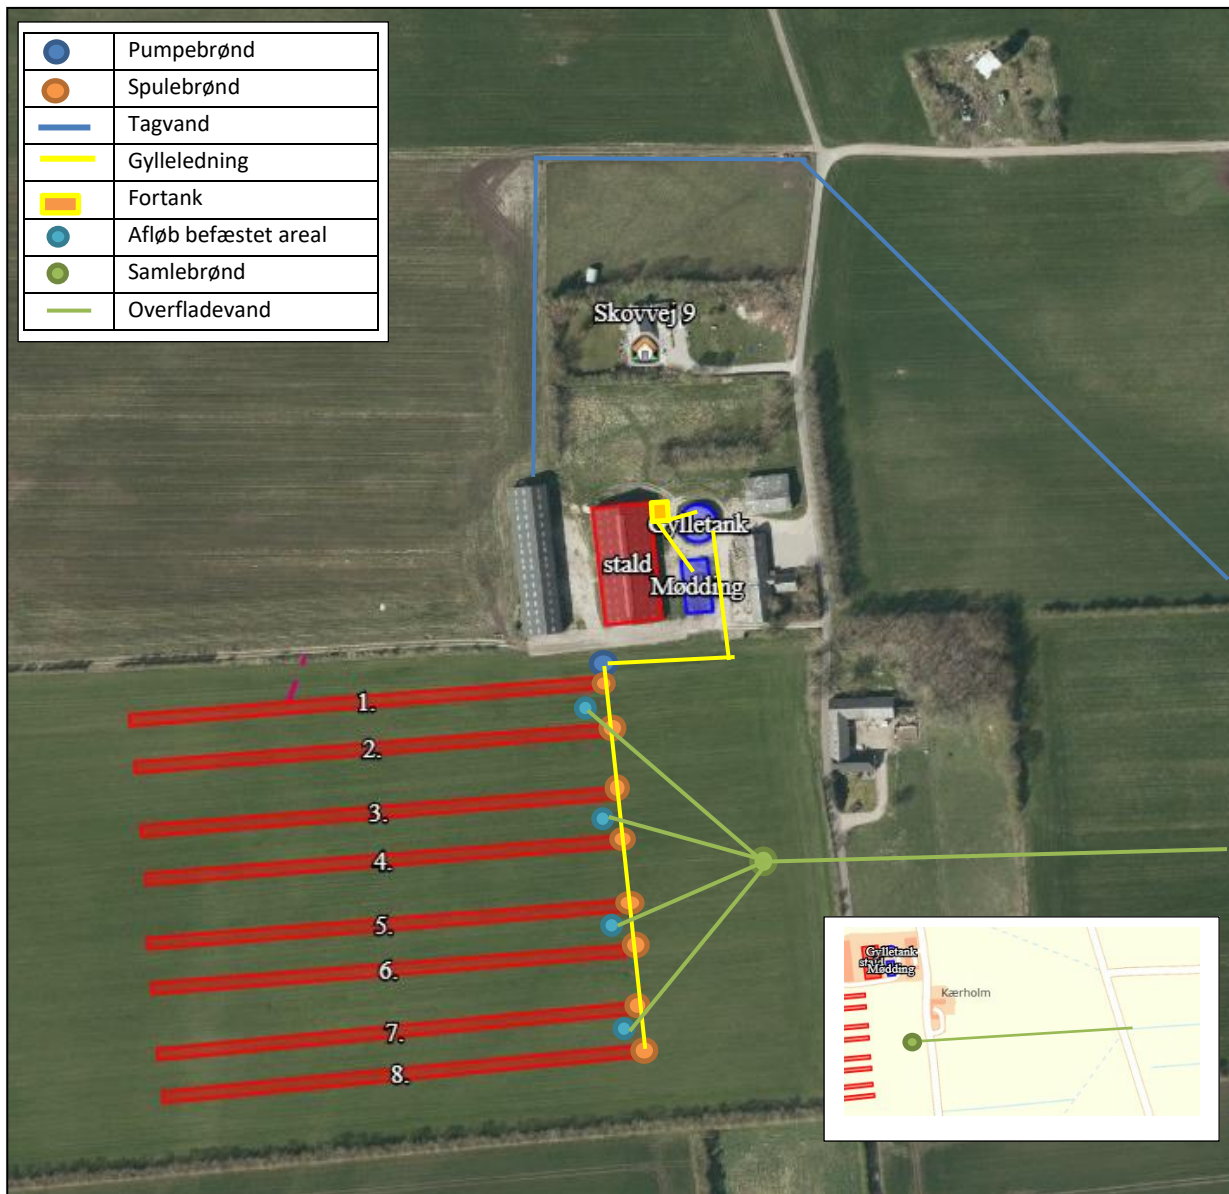 Pumpebrønd
Spulebrønd
Tagvand
Gylleledning
Fortank
Afløb befæstet areal
Samlebrønd
Overfladevand
Skovvej 9
Gylletank
stald
Mødding
1.
2.
3.
4.
5.
6.
7.
8.
Gylletank
stald
Mødding
Kærholm